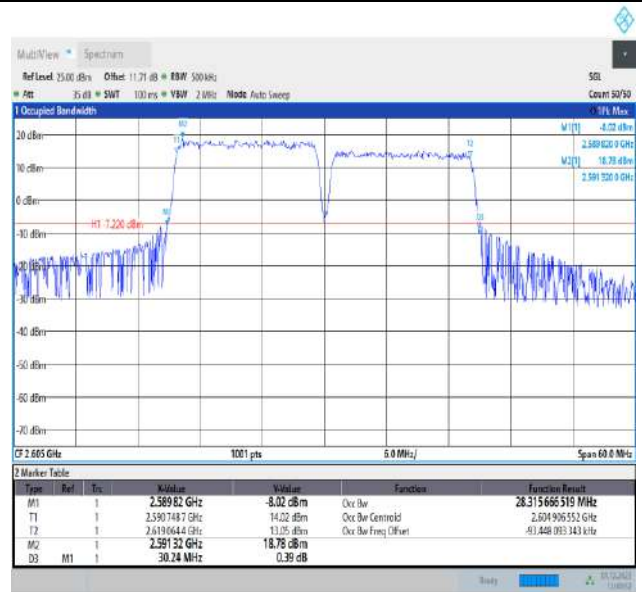 MultiView Spectrum
Ref Level 25.00 dBm Offset 11.71 dB RBW 500 kHz SGL
Att 35 dB SWT 100 ms VBW 2 MHz Mode Auto Sweep Count 50/50
1 Occupied Bandwidth 1Pk Max
M1[1] -8.02 dBm
2.589820 0 GHz
M2[1] 18.78 dBm
2.591 320 0 GHz
20 dBm
M2
T1
T2
10 dBm
0 dBm
M1
D3
H1 -7.220 dBm
-10 dBm
-20 dBm
-30 dBm
-40 dBm
-50 dBm
-60 dBm
-70 dBm
CF 2.605 GHz 1001 pts 6.0 MHz/ Span 60.0 MHz
2 Marker Table
Type Ref Trc X-Value Y-Value Function Function Result
M1 1 2.58982 GHz -8.02 dBm Occ Bw 28.315 666 519 MHz
T1 1 2.590 748 7 GHz 14.02 dBm Occ Bw Centroid 2.604 906 552 GHz
T2 1 2.619 064 4 GHz 13.05 dBm Occ Bw Freq Offset -93.448 093 343 kHz
M2 1 2.59132 GHz 18.78 dBm
D3 M1 1 30.24 MHz 0.39 dB
Ready